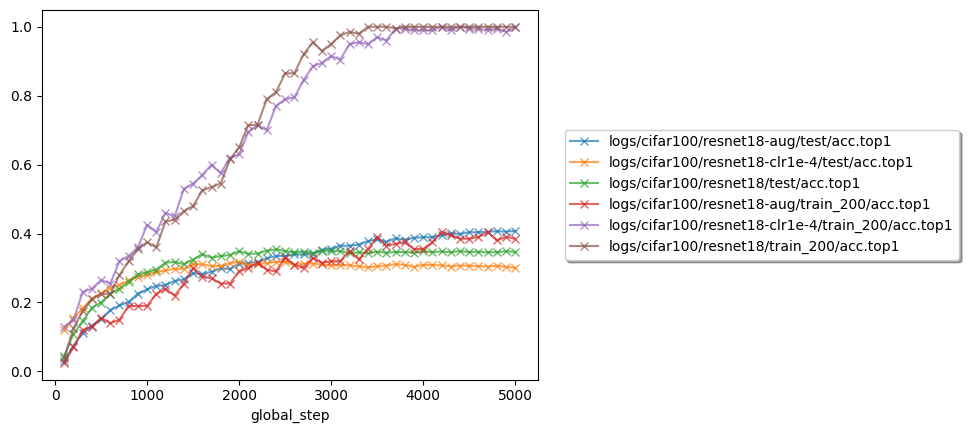 1.0
0.8
0.6
0.4
0.2
0.0
0 1000 2000 3000 4000 5000
global_step
logs/cifar100/resnet18-aug/test/acc.top1
logs/cifar100/resnet18-clr1e-4/test/acc.top1
logs/cifar100/resnet18/test/acc.top1
logs/cifar100/resnet18-aug/train_200/acc.top1
logs/cifar100/resnet18-clr1e-4/train_200/acc.top1
logs/cifar100/resnet18/train_200/acc.top1